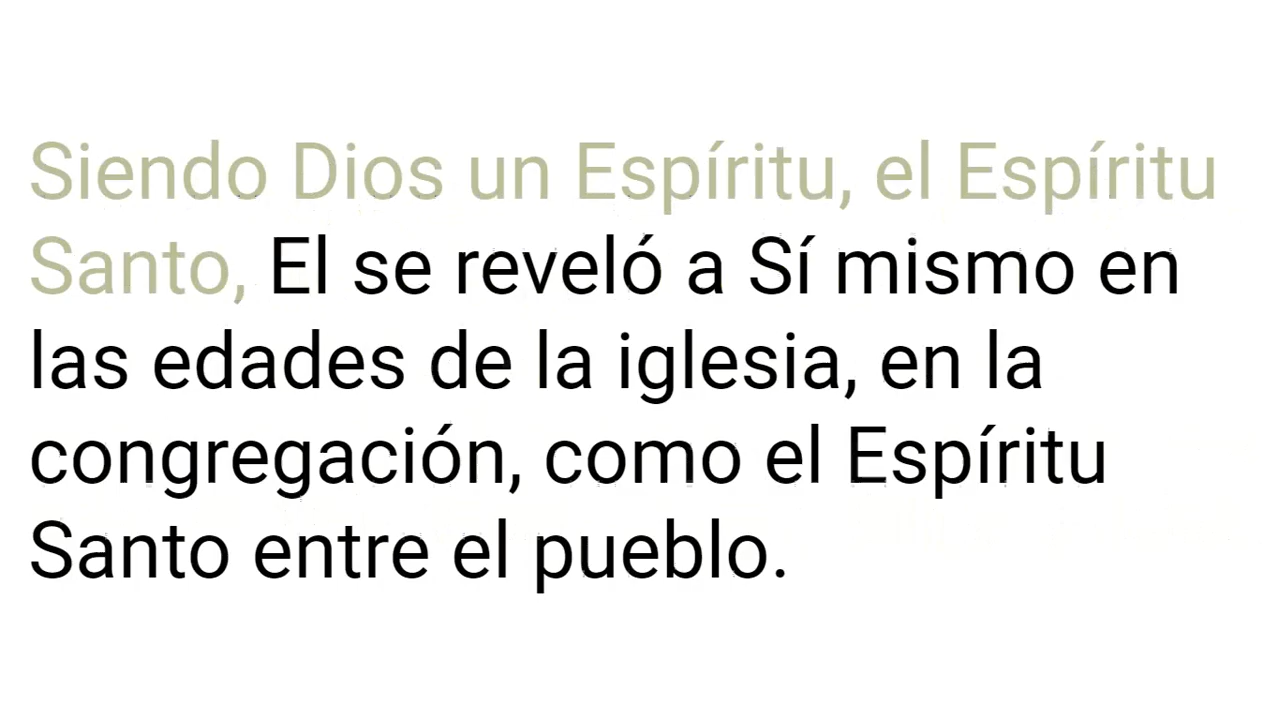 Siendo Dios un Espíritu, el Espíritu
Santo, El se reveló a Sí mismo en
las edades de la iglesia, en la
congregación, como el Espíritu
Santo entre el pueblo.